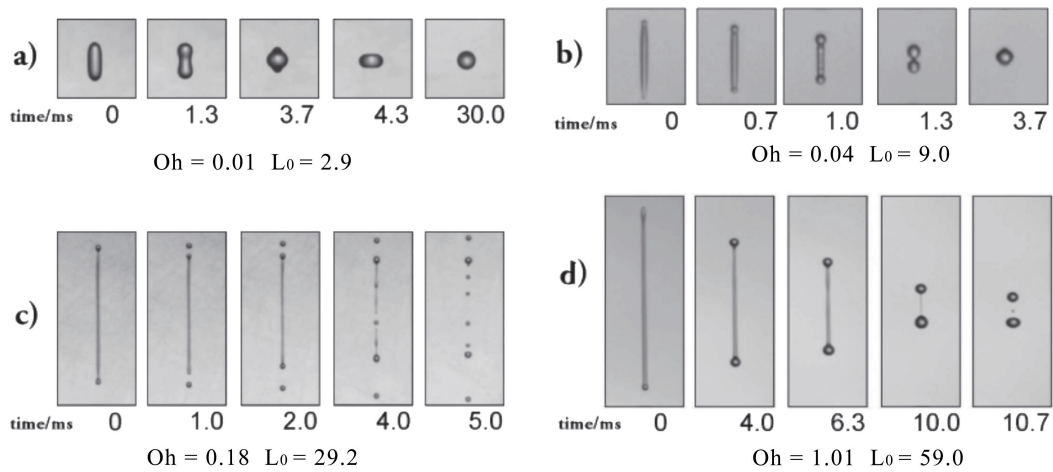 a)
time/ms 0 1.3 3.7 4.3 30.0
Oh = 0.01 L₀ = 2.9
b)
time/ms 0 0.7 1.0 1.3 3.7
Oh = 0.04 L₀ = 9.0
c)
time/ms 0 1.0 2.0 4.0 5.0
Oh = 0.18 L₀ = 29.2
d)
time/ms 0 4.0 6.3 10.0 10.7
Oh = 1.01 L₀ = 59.0